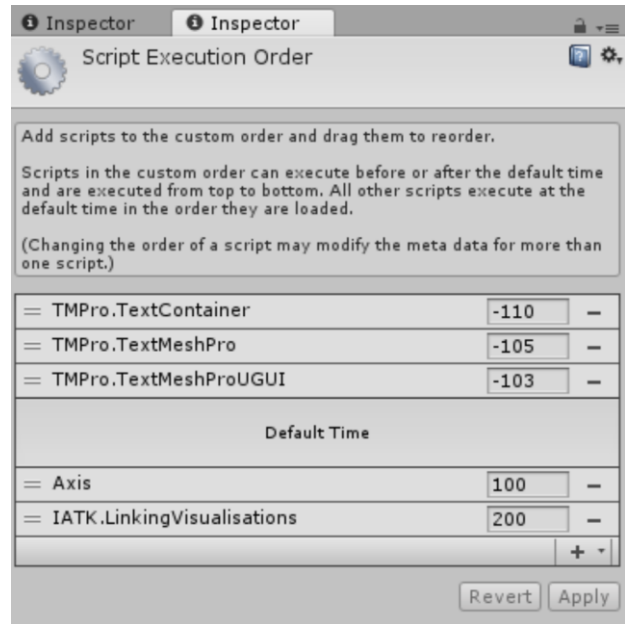 Inspector
Inspector
Script Execution Order
Add scripts to the custom order and drag them to reorder.
Scripts in the custom order can execute before or after the default time
and are executed from top to bottom. All other scripts execute at the
default time in the order they are loaded.
(Changing the order of a script may modify the meta data for more than
one script.)
TMPro.TextContainer -110
TMPro.TextMeshPro -105
TMPro.TextMeshProUGUI -103
Default Time
Axis 100
IATK.LinkingVisualisations 200
Revert Apply